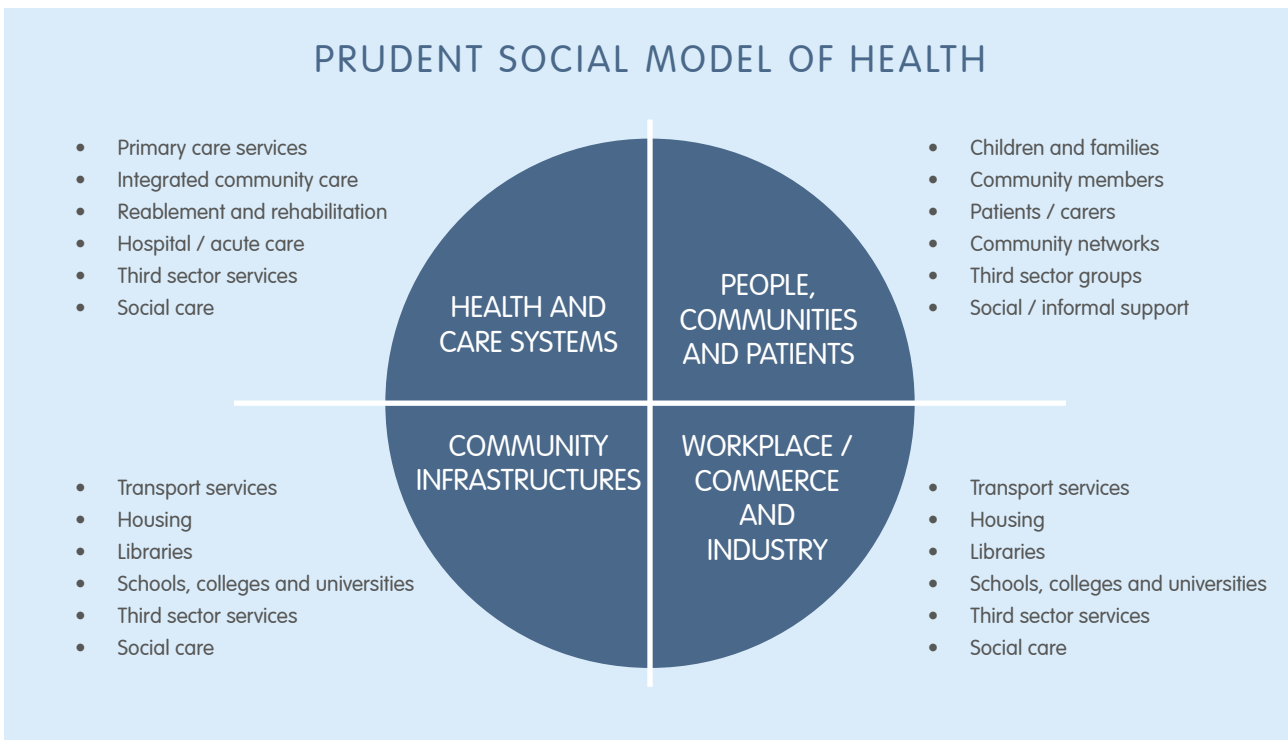 PRUDENT SOCIAL MODEL OF HEALTH
• Primary care services
• Integrated community care
• Reablement and rehabilitation
• Hospital / acute care
• Third sector services
• Social care
HEALTH AND
CARE SYSTEMS
PEOPLE,
COMMUNITIES
AND PATIENTS
• Children and families
• Community members
• Patients / carers
• Community networks
• Third sector groups
• Social / informal support
• Transport services
• Housing
• Libraries
• Schools, colleges and universities
• Third sector services
• Social care
COMMUNITY
INFRASTRUCTURES
WORKPLACE /
COMMERCE
AND
INDUSTRY
• Transport services
• Housing
• Libraries
• Schools, colleges and universities
• Third sector services
• Social care